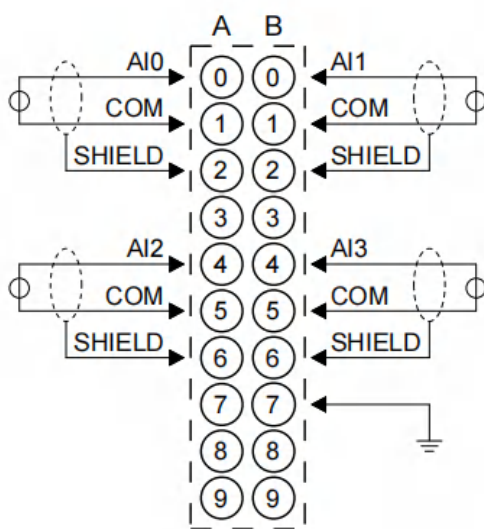 A B
AI0 0 0 AI1
COM 1 1 COM
SHIELD 2 2 SHIELD
3 3
AI2 4 4 AI3
COM 5 5 COM
SHIELD 6 6 SHIELD
7 7
8 8
9 9